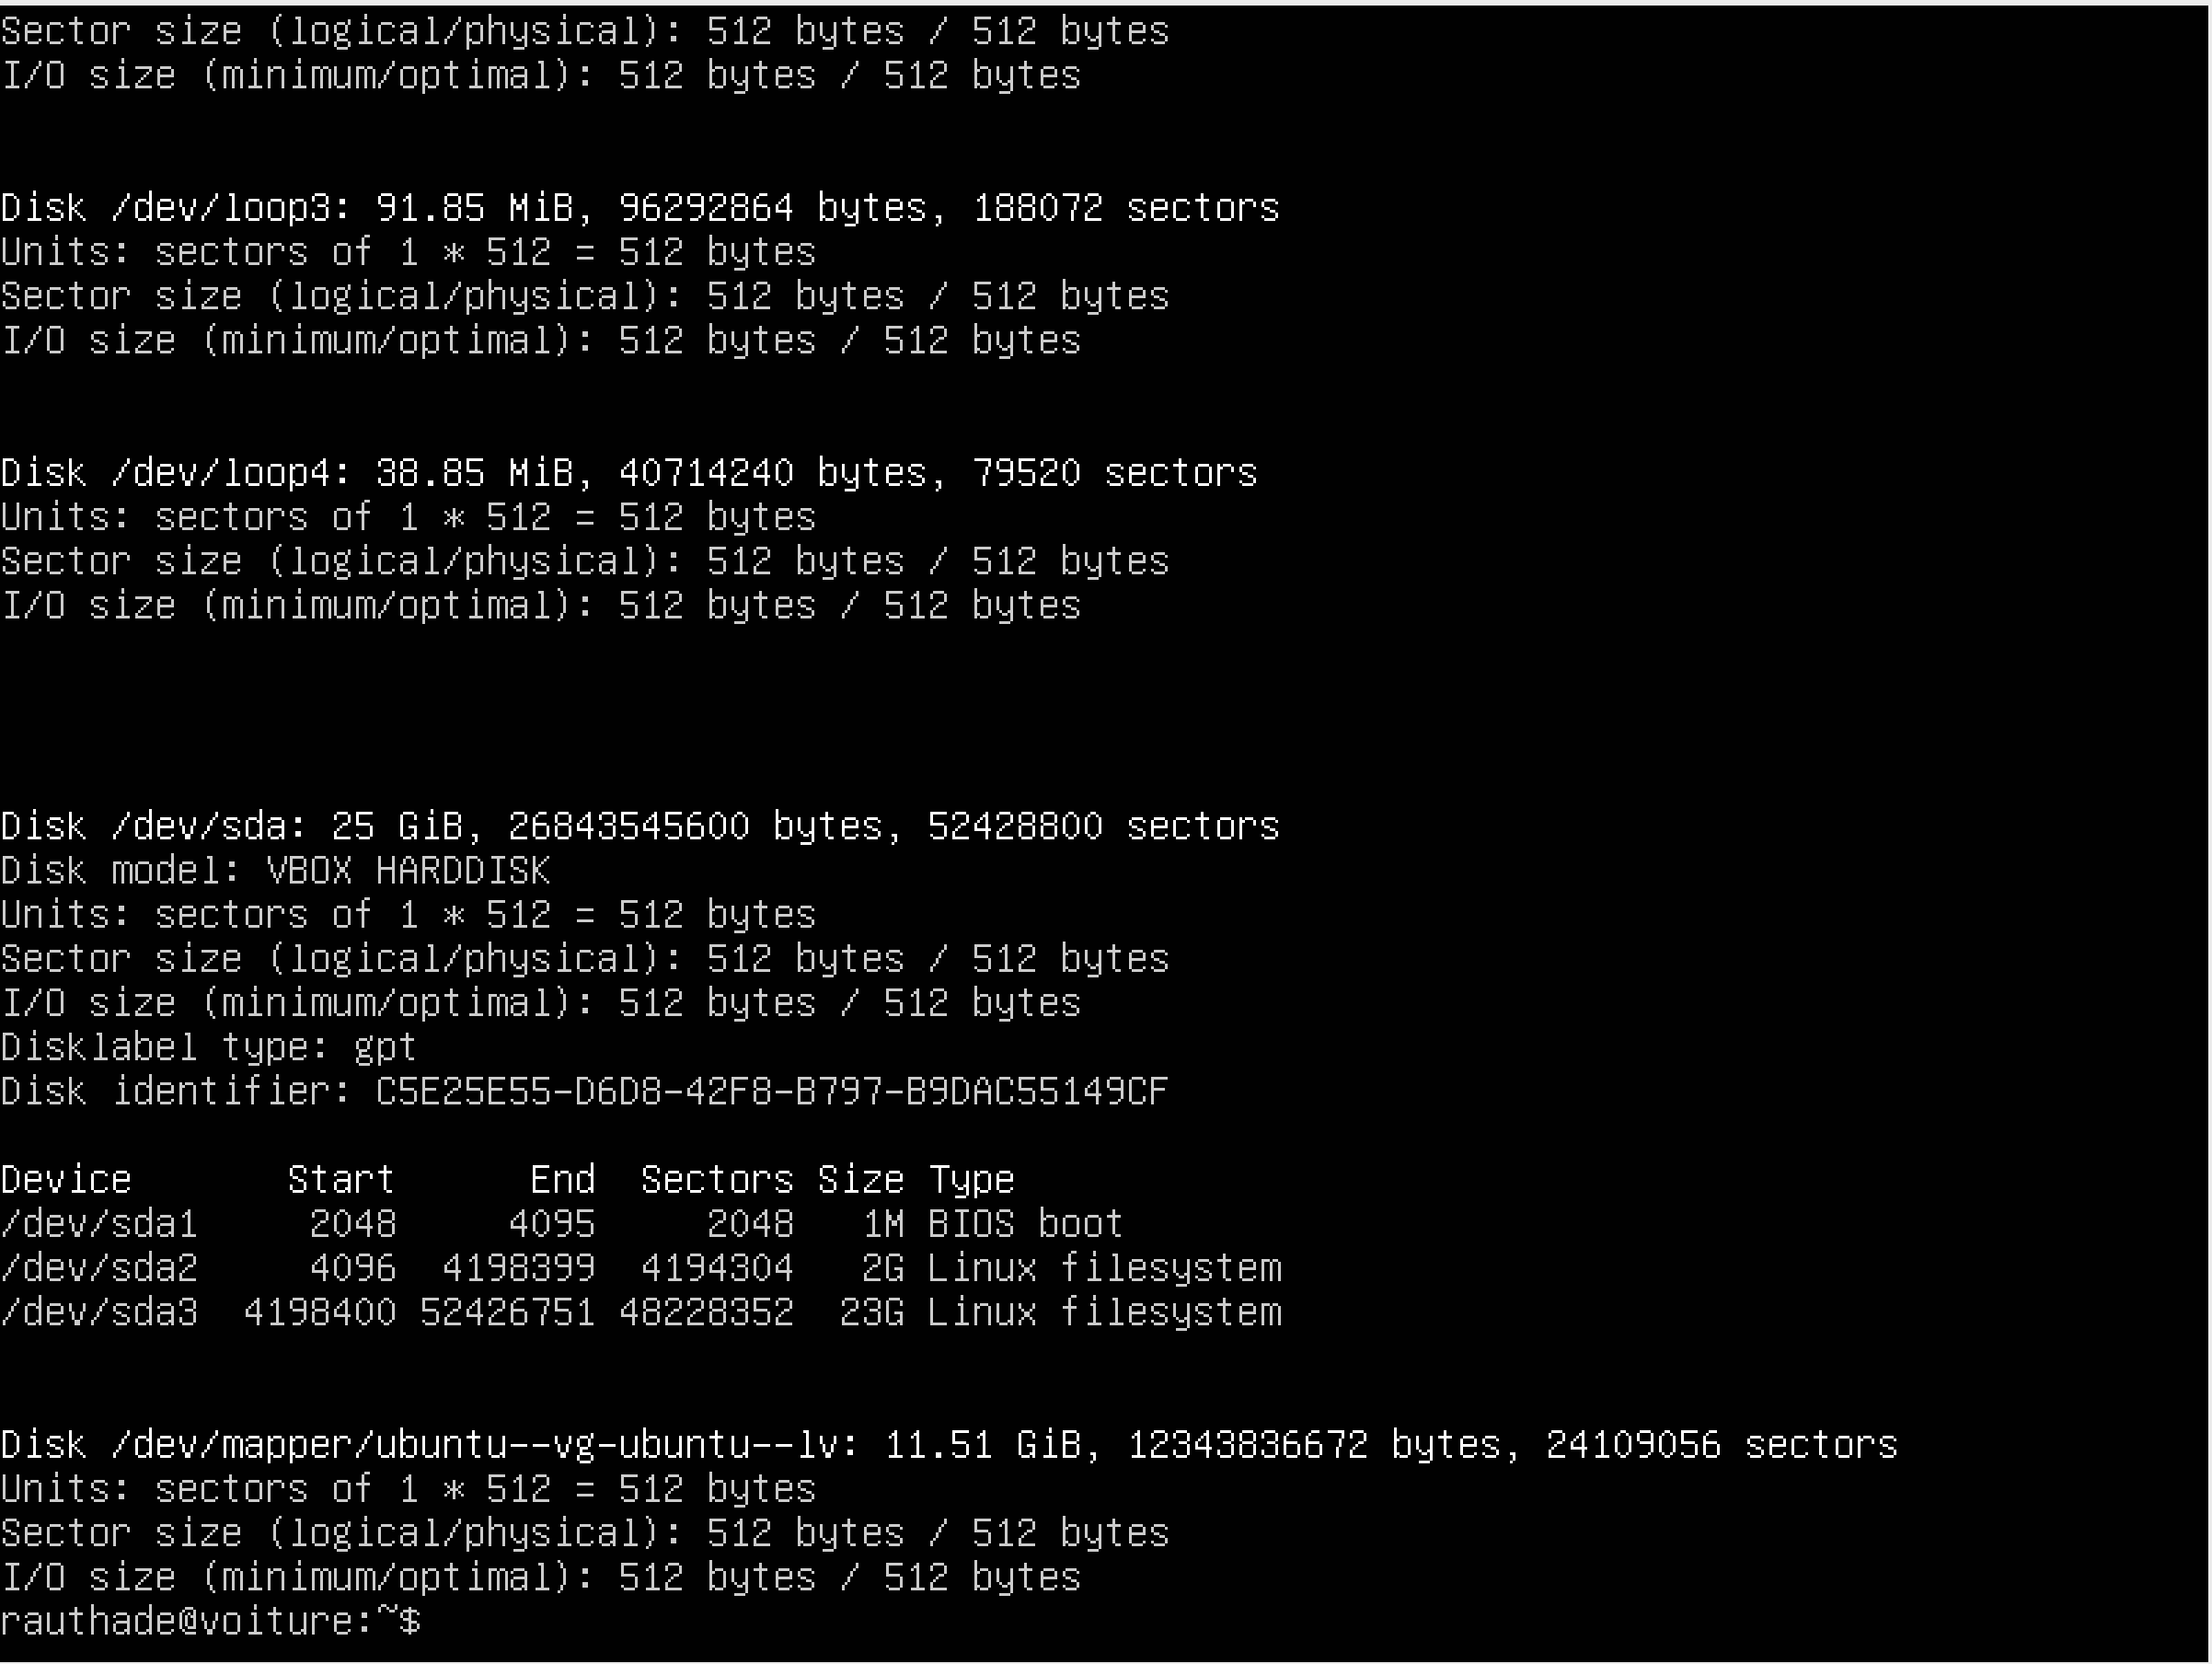 Sector size (logical/physical): 512 bytes / 512 bytes
I/O size (minimum/optimal): 512 bytes / 512 bytes
Disk /dev/loop3: 91.85 MiB, 96292864 bytes, 188072 sectors
Units: sectors of 1 * 512 = 512 bytes
Sector size (logical/physical): 512 bytes / 512 bytes
I/O size (minimum/optimal): 512 bytes / 512 bytes
Disk /dev/loop4: 38.85 MiB, 40714240 bytes, 79520 sectors
Units: sectors of 1 * 512 = 512 bytes
Sector size (logical/physical): 512 bytes / 512 bytes
I/O size (minimum/optimal): 512 bytes / 512 bytes
Disk /dev/sda: 25 GiB, 26843545600 bytes, 52428800 sectors
Disk model: VBOX HARDDISK
Units: sectors of 1 * 512 = 512 bytes
Sector size (logical/physical): 512 bytes / 512 bytes
I/O size (minimum/optimal): 512 bytes / 512 bytes
Disklabel type: gpt
Disk identifier: C5E25E55-D6D8-42F8-B797-B9DAC55149CF
Device       Start      End  Sectors Size Type
/dev/sda1     2048     4095     2048   1M BIOS boot
/dev/sda2     4096  4198399  4194304   2G Linux filesystem
/dev/sda3  4198400 52426751 48228352  23G Linux filesystem
Disk /dev/mapper/ubuntu--vg-ubuntu--lv: 11.51 GiB, 12343836672 bytes, 24109056 sectors
Units: sectors of 1 * 512 = 512 bytes
Sector size (logical/physical): 512 bytes / 512 bytes
I/O size (minimum/optimal): 512 bytes / 512 bytes
rauthade@voiture:~$